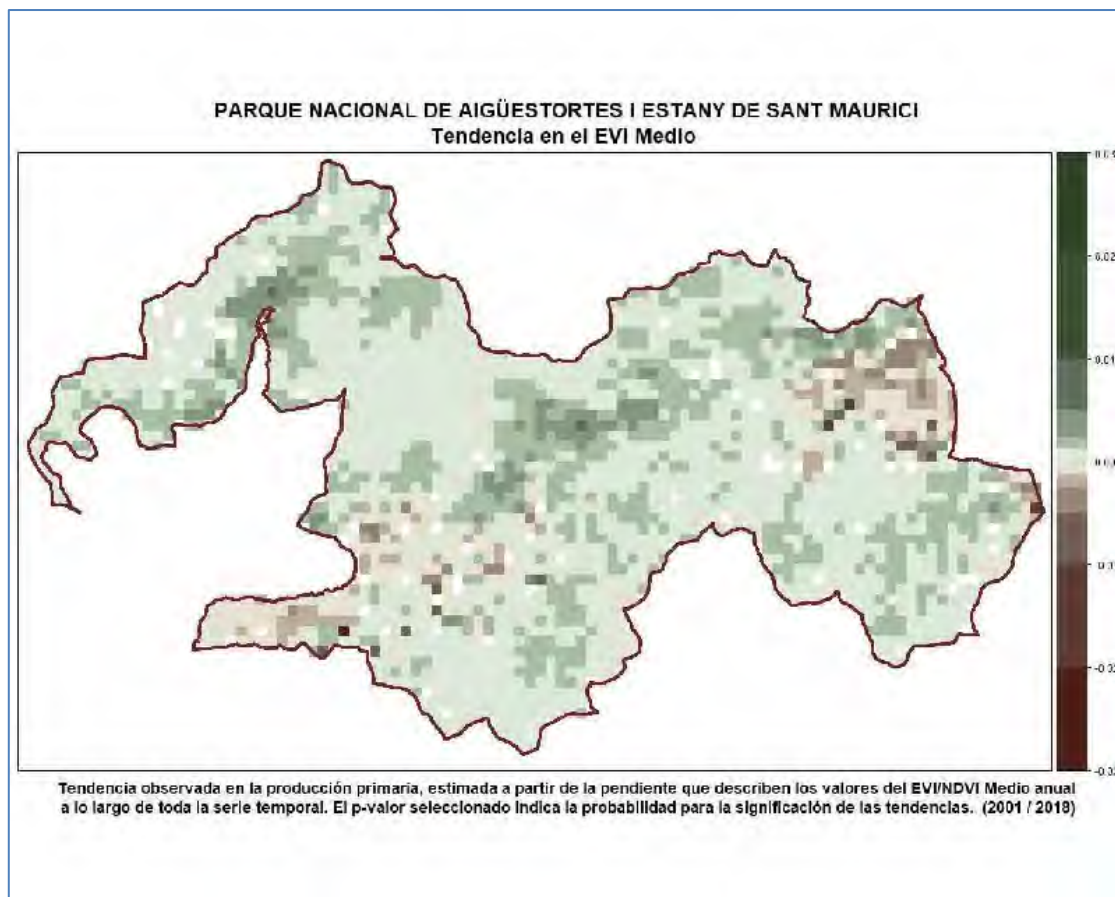 PARQUE NACIONAL DE AIGÜESTORTES I ESTANY DE SANT MAURICI
Tendencia en el EVI Medio
0.02
Tendencia observada en la producción primaria, estimada a partir de la pendiente que describen los valores del EVI/NDVI Medio anual
a lo largo de toda la serie temporal. El p-valor seleccionado indica la probabilidad para la significación de las tendencias. (2001 / 2018)